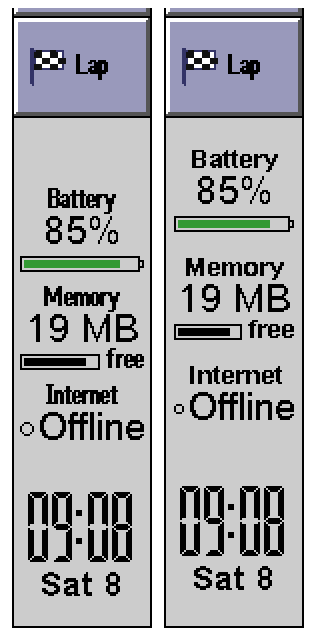 Lap
Battery
85%
Memory
19 MB
free
Internet
Offline
09:08
Sat 8
Lap
Battery
85%
Memory
19 MB
free
Internet
Offline
09:08
Sat 8